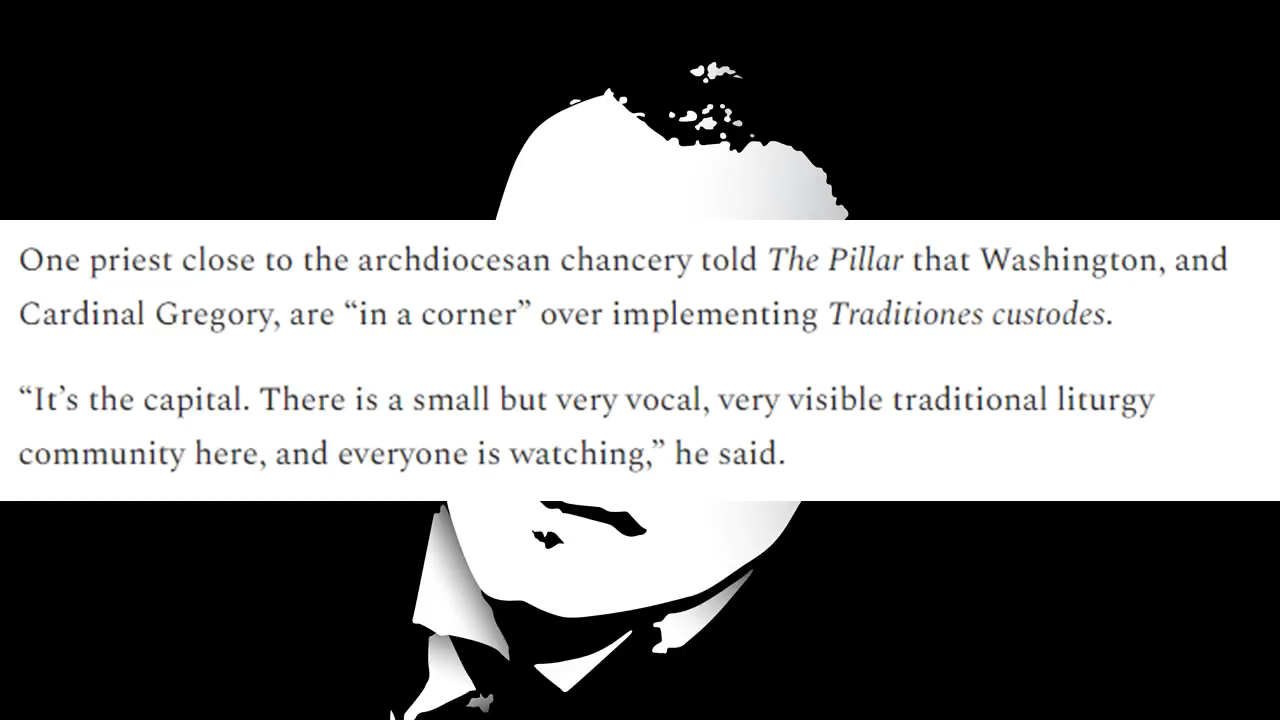 One priest close to the archdiocesan chancery told The Pillar that Washington, and
Cardinal Gregory, are “in a corner” over implementing Traditiones custodes.
“It’s the capital. There is a small but very vocal, very visible traditional liturgy
community here, and everyone is watching,” he said.